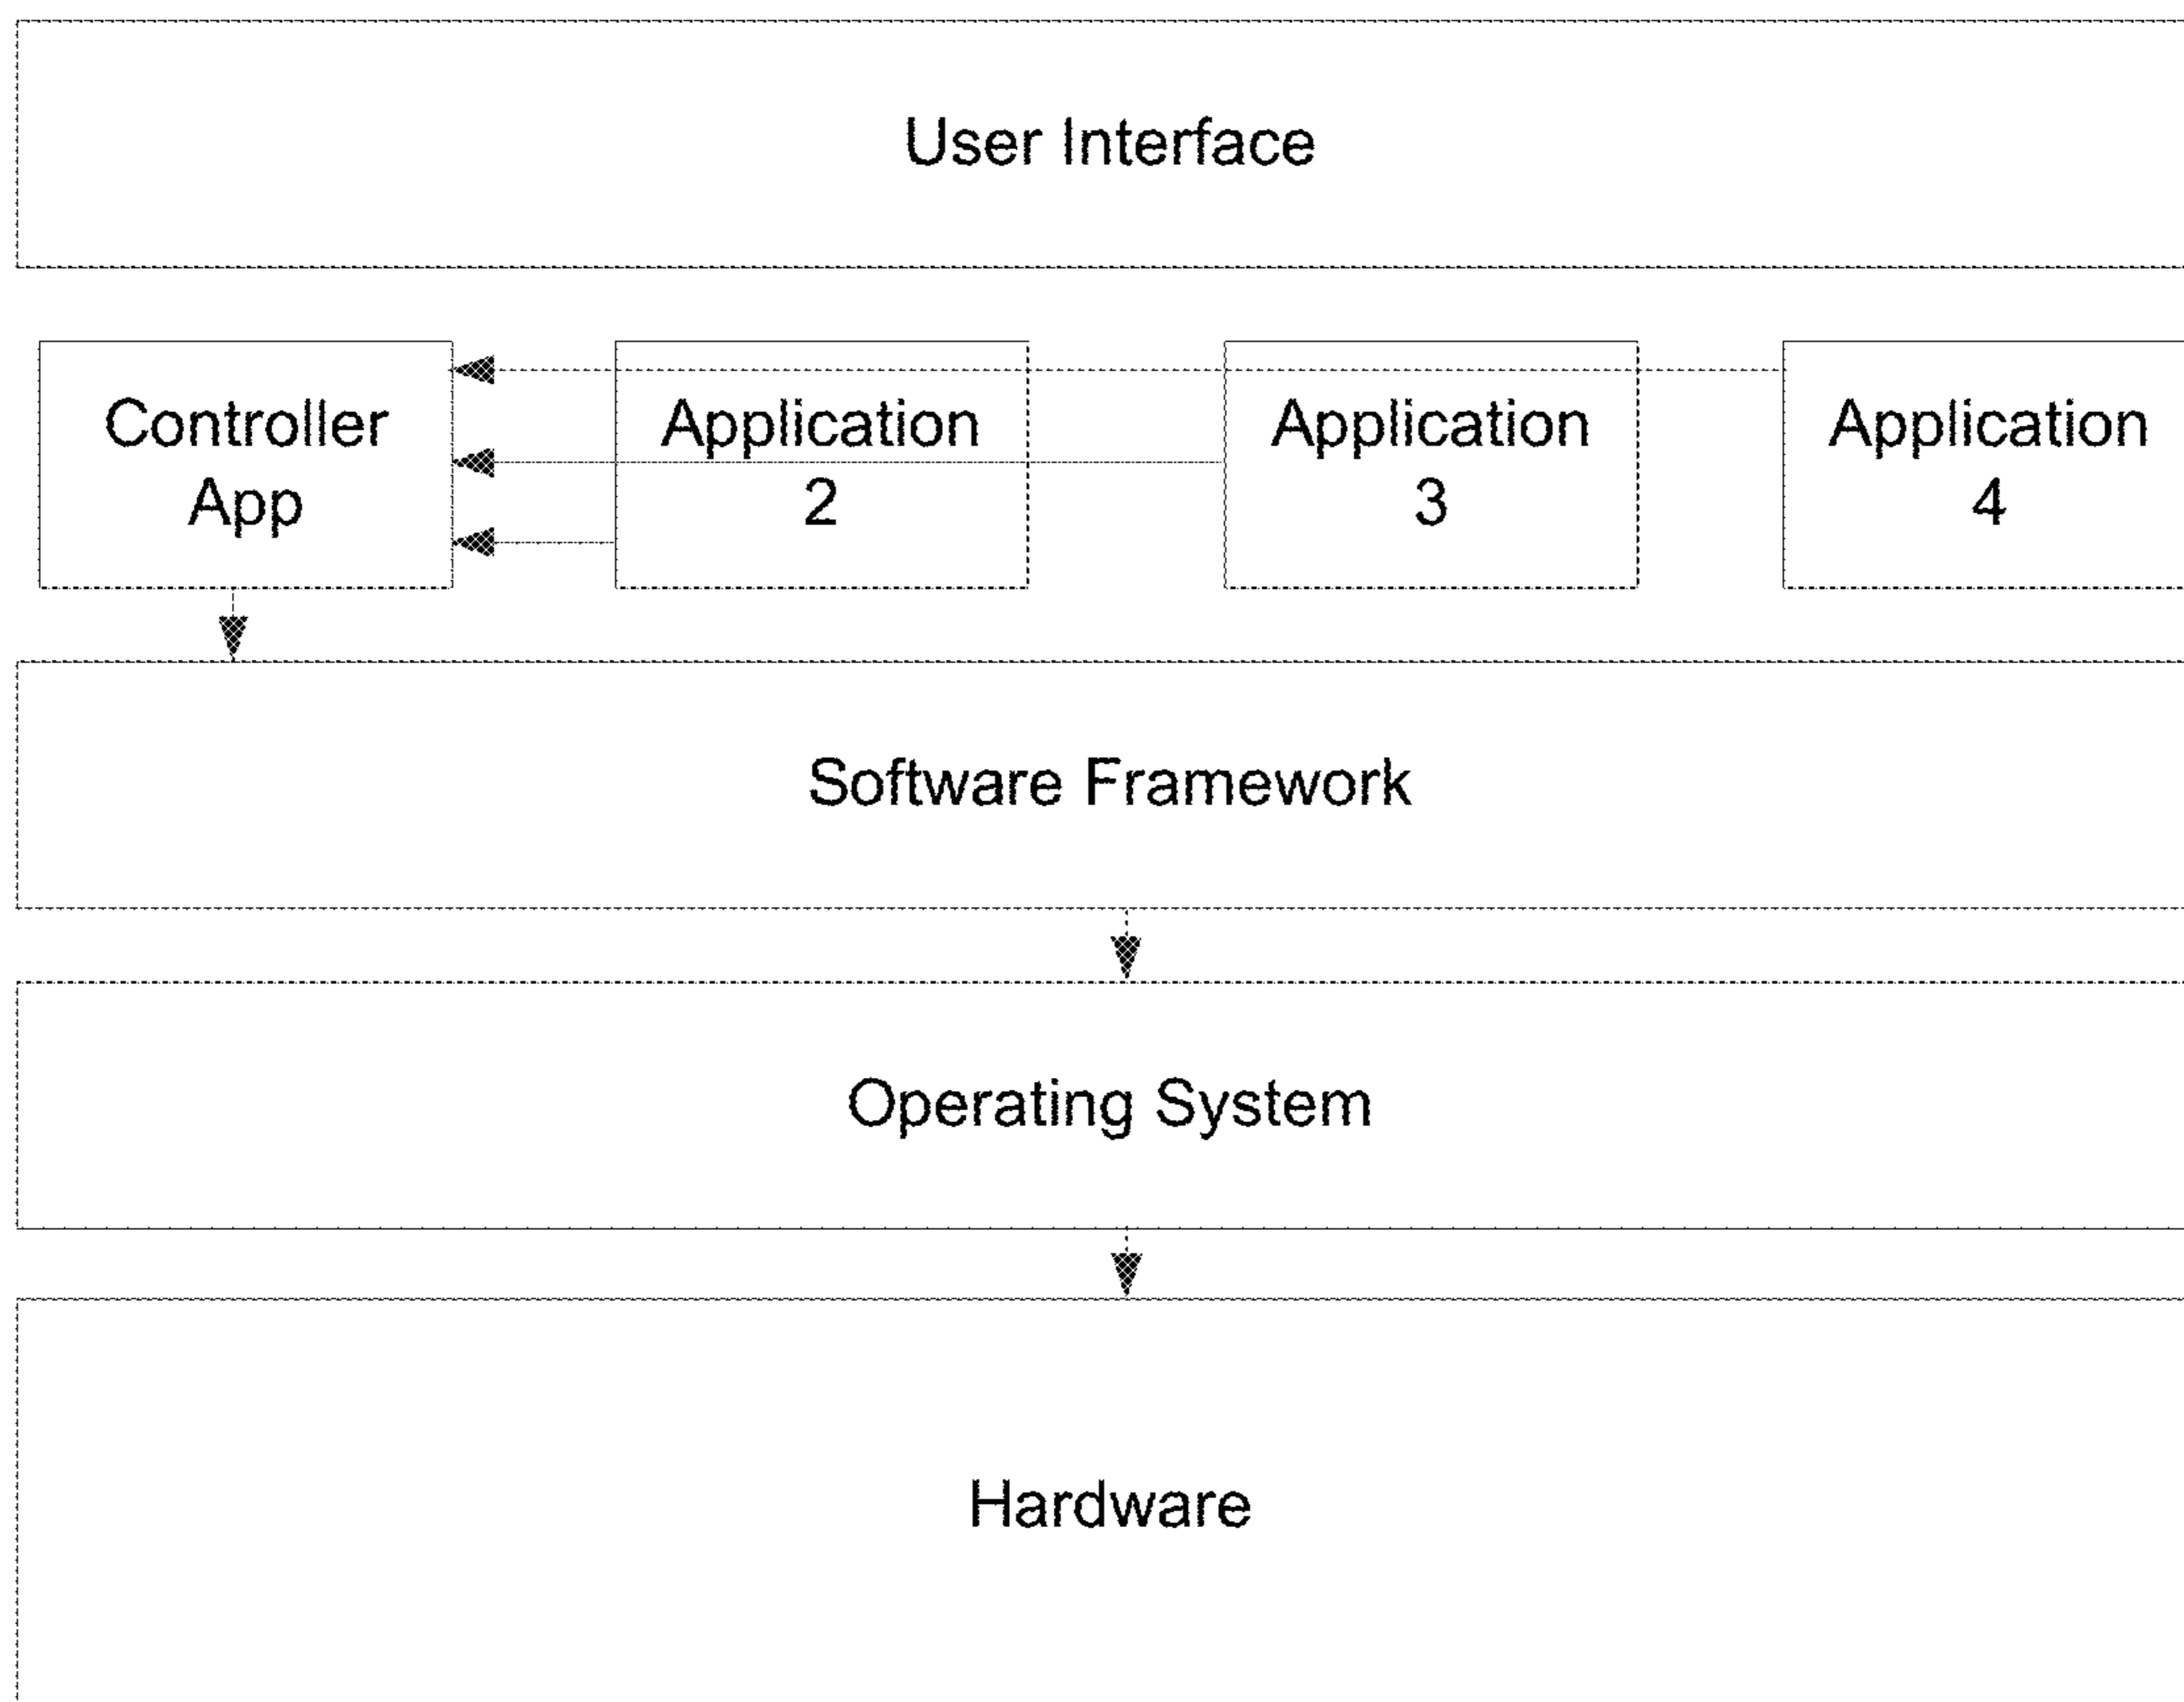 User Interface
Controller
App
Application
2
Application
3
Application
4
Software Framework
Operating System
Hardware